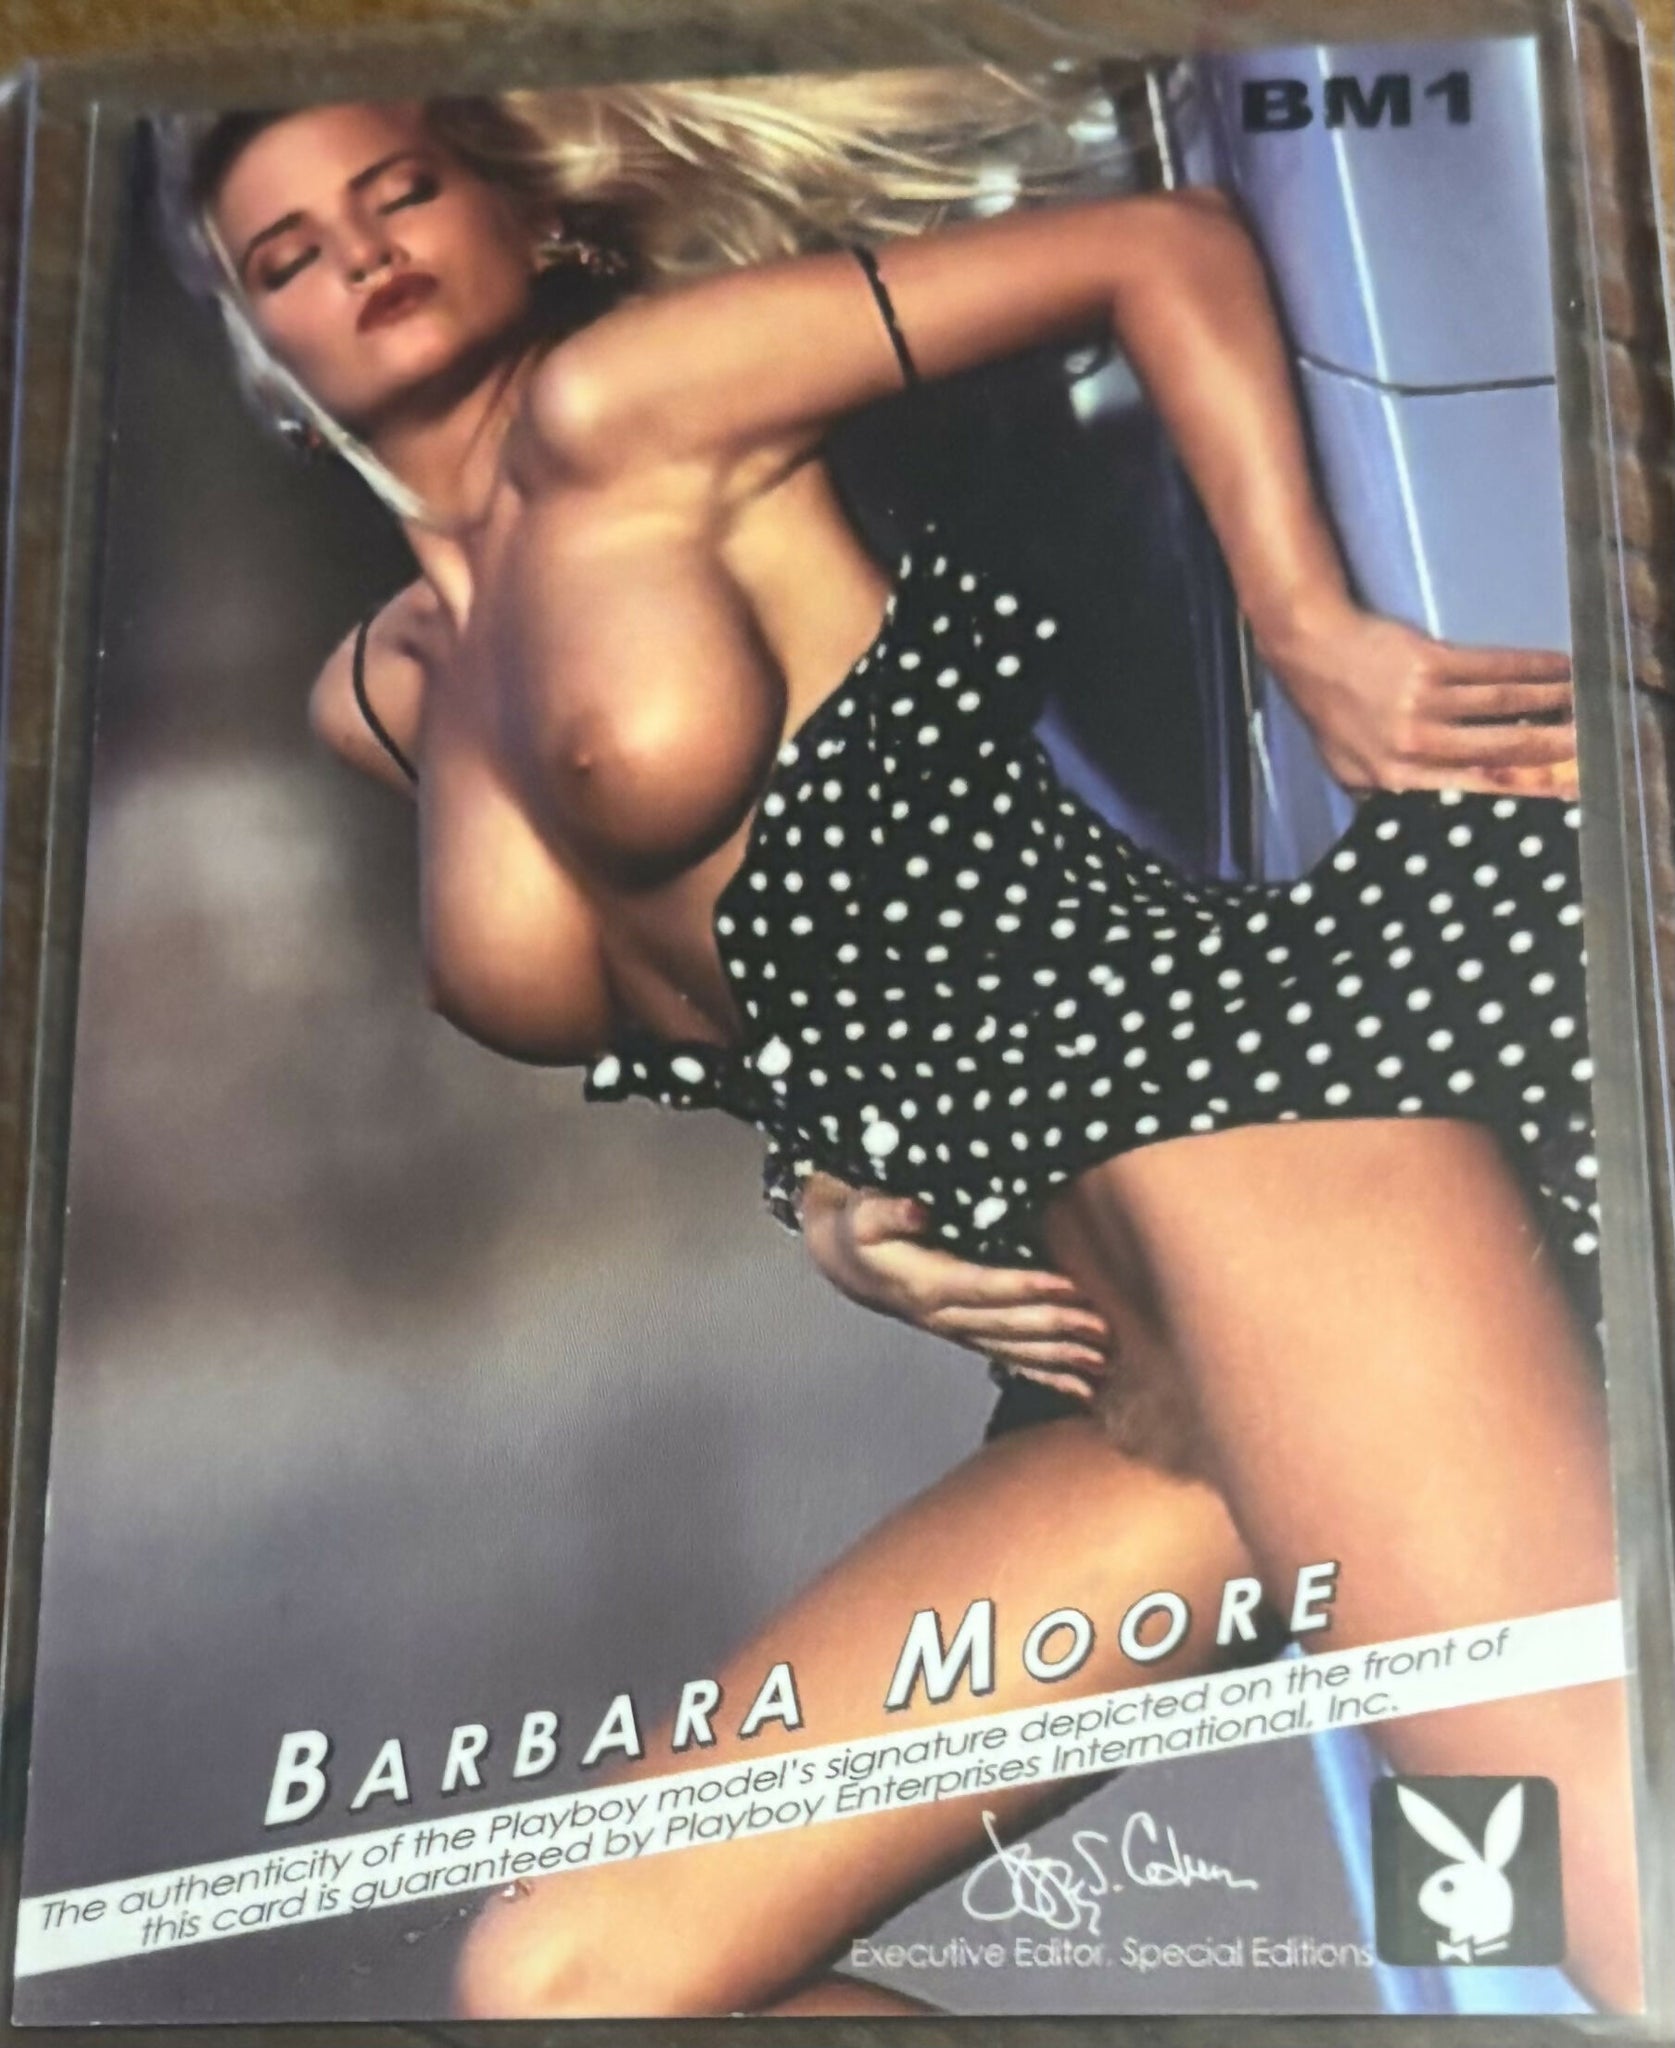 BM1
BARBARA MOORE
The authenticity of the Playboy model's signature depicted on the front of
this card is guaranteed by Playboy Enterprises International, Inc.
Executive Editor, Special Editions